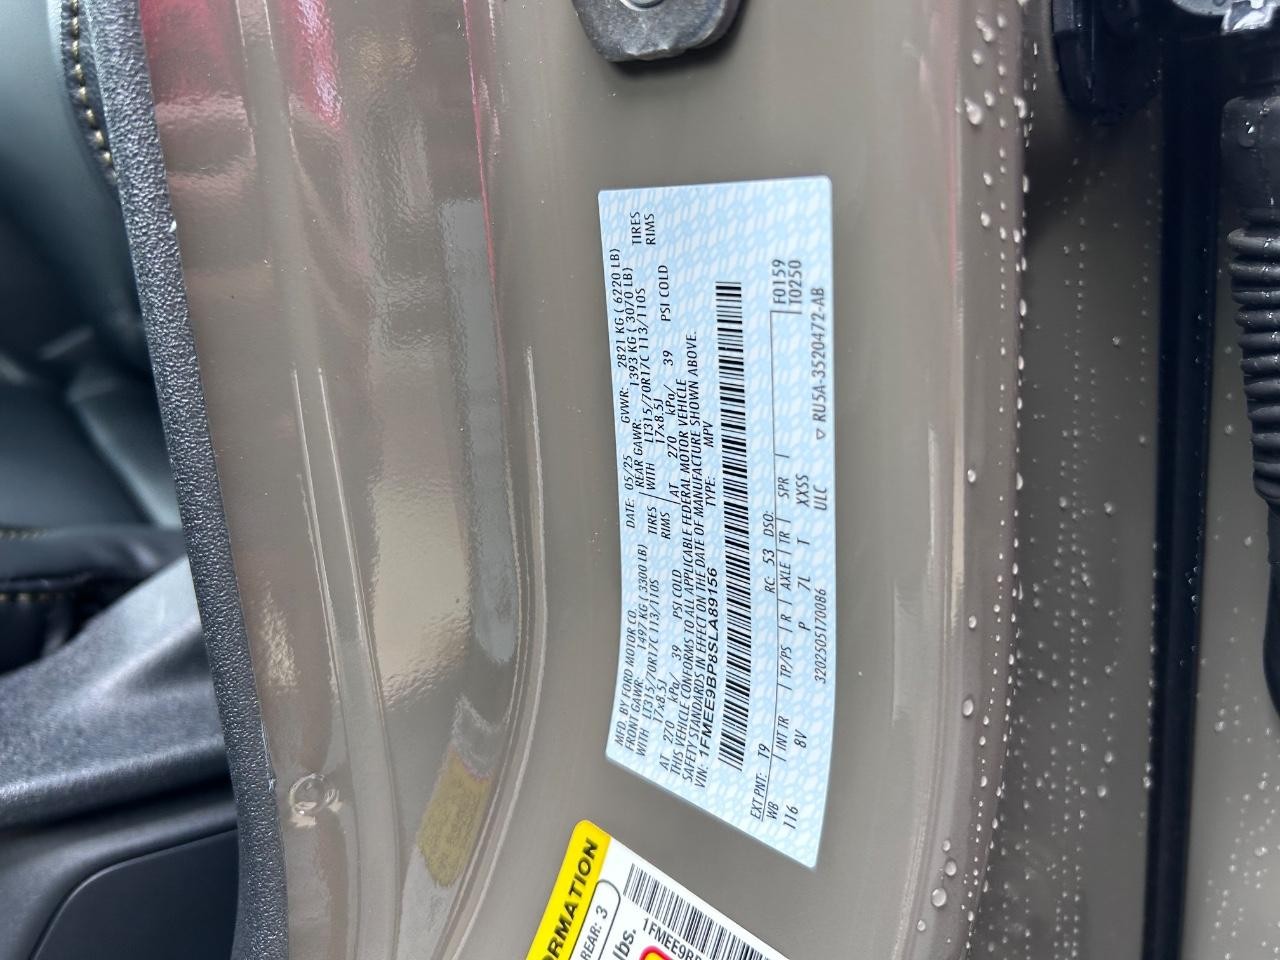 MFD. BY FORD MOTOR CO.
DATE: 05/25 GVWR: 2821 KG ( 6220 LB)
FRONT GAWR: 1497 KG ( 3300 LB)
REAR GAWR: 1393 KG ( 3070 LB)
WITH LT315/70R17C 113/110S TIRES
WITH LT315/70R17C 113/110S TIRES
17x8.5J RIMS
17x8.5J RIMS
AT 270 kPa/ 39 PSI COLD
AT 270 kPa/ 39 PSI COLD
THIS VEHICLE CONFORMS TO ALL APPLICABLE FEDERAL MOTOR VEHICLE
SAFETY STANDARDS IN EFFECT ON THE DATE OF MANUFACTURE SHOWN ABOVE.
VIN: 1FMEE9BP8SLA89156 TYPE: MPV
EXT PNT: T9 RC: 53 DSO: F0159
WB INT TR TP/PS R AXLE TR SPR T0250
116 8V P 7L T XXSS
ULC
▽ RU5A-3520472-AB
3202505170086
ORMATION
REAR: 3
lbs.